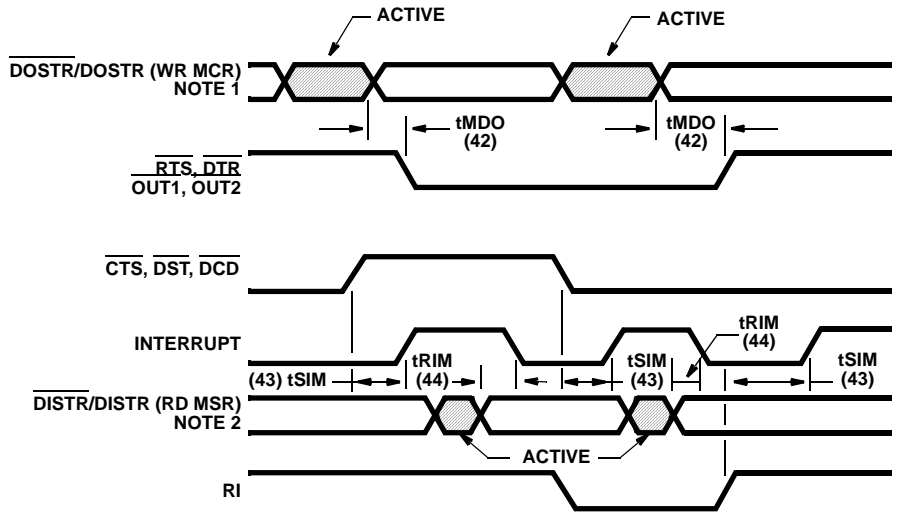 ACTIVE ACTIVE
DOSTR/DOSTR (WR MCR)
NOTE 1
tMDO tMDO
(42) (42)
RTS, DTR
OUT1, OUT2
CTS, DST, DCD
INTERRUPT
tRIM
(44)
(43) tSIM
tRIM
(44)
tSIM
(43)
tSIM
(43)
DISTR/DISTR (RD MSR)
NOTE 2
ACTIVE
RI